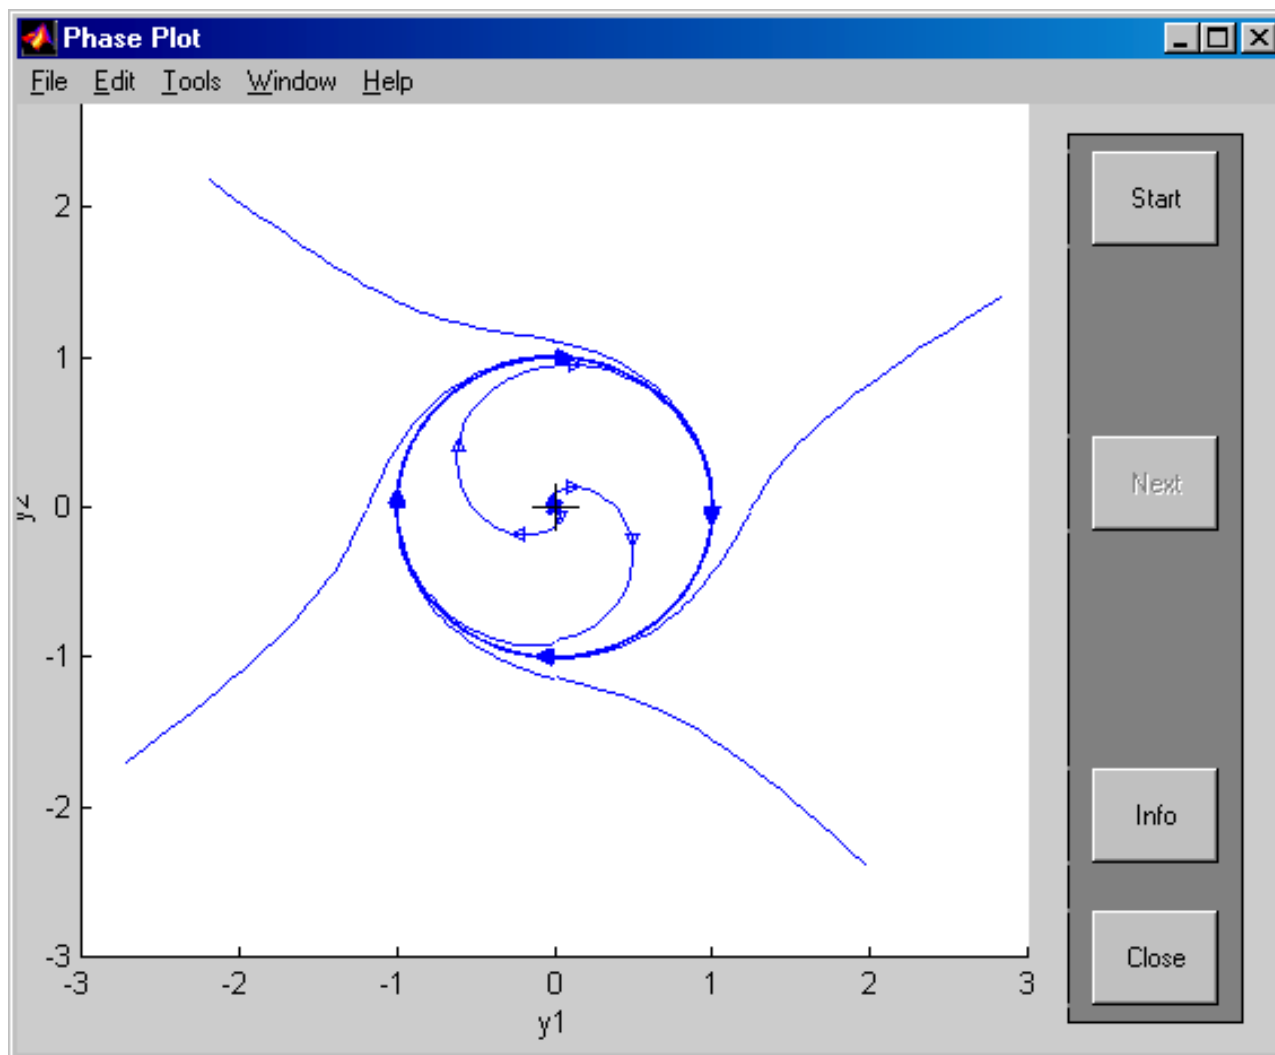 Phase Plot
File Edit Tools Window Help
2
1
0
-1
-2
-3
y2
-3 -2 -1 0 1 2 3
y1
Start
Next
Info
Close